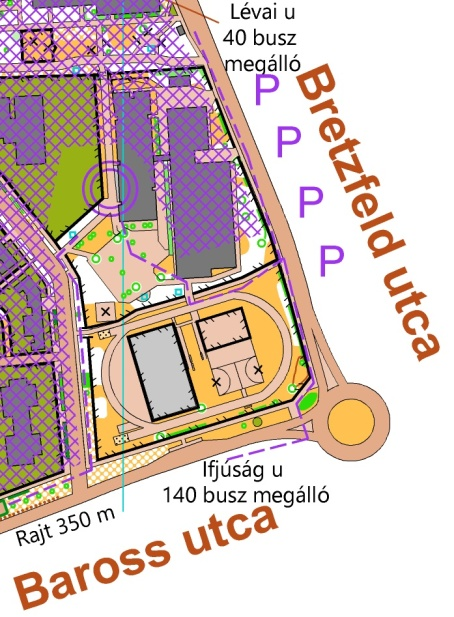 Lévai u
40 busz
megálló
P
P
P
P
Bretzfeld utca
Ifjúság u
140 busz megálló
Rajt 350 m
Baross utca